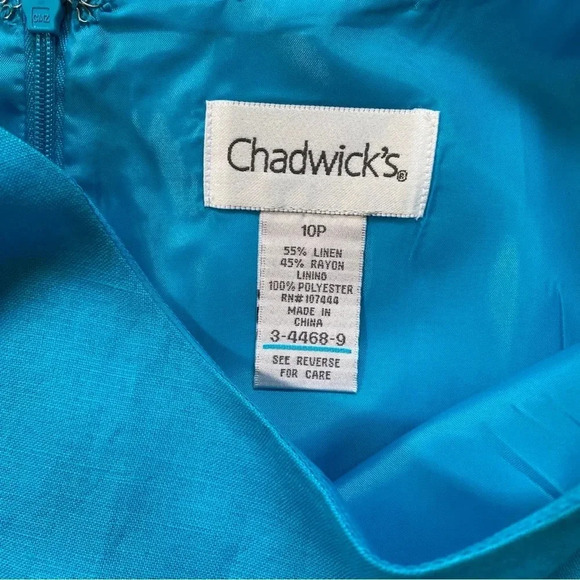 Chadwick's®
10P
55% LINEN
45% RAYON
LINING
100% POLYESTER
RN# 107444
MADE IN
CHINA
3-4468-9
SEE REVERSE
FOR CARE